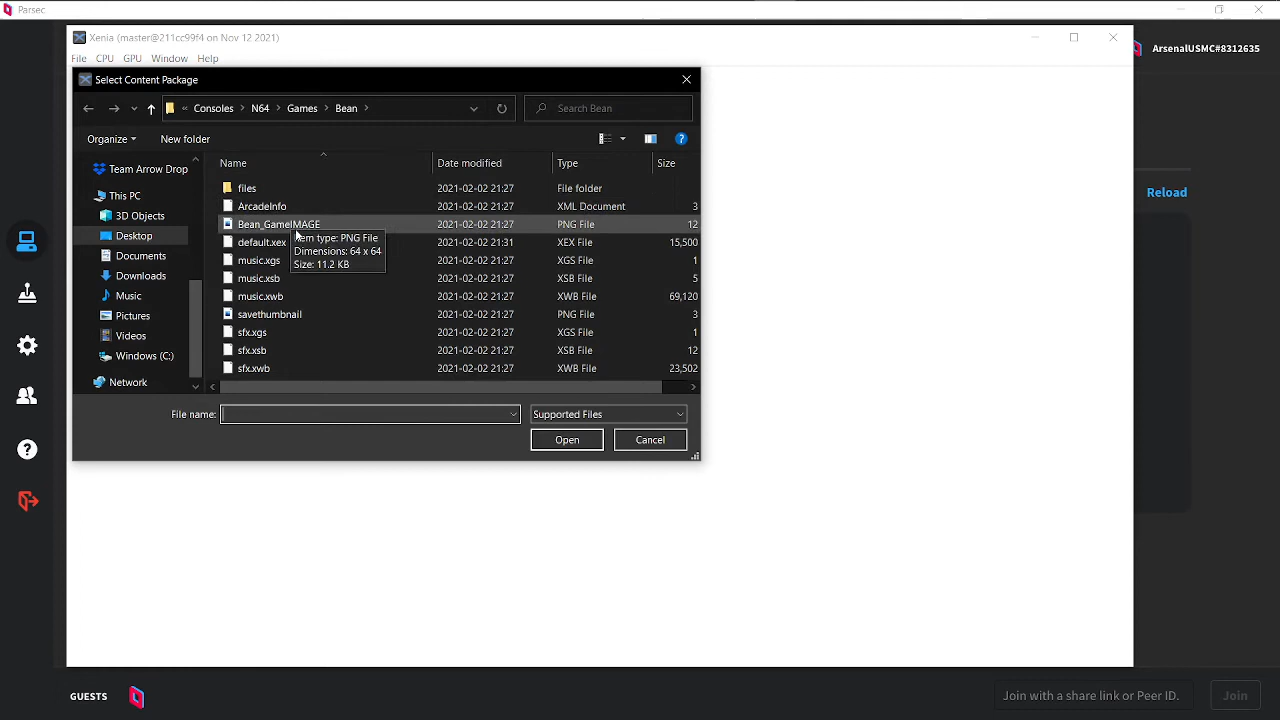 Parsec
Xenia (master@211cc99f4 on Nov 12 2021)
ArsenalUSMC#8312635
File CPU GPU Window Help
Select Content Package
« Consoles > N64 > Games > Bean >
Search Bean
Organize New folder
Name Date modified Type Size
Team Arrow Drop
This PC
3D Objects
Desktop
Documents
Downloads
Music
Pictures
Videos
Windows (C:)
Network
files 2021-02-02 21:27 File folder
ArcadeInfo 2021-02-02 21:27 XML Document 3
Bean_GameIMAGE 2021-02-02 21:27 PNG File 12
default.xex 2021-02-02 21:31 XEX File 15,500
music.xgs 2021-02-02 21:27 XGS File 1
music.xsb 2021-02-02 21:27 XSB File 5
music.xwb 2021-02-02 21:27 XWB File 69,120
savethumbnail 2021-02-02 21:27 PNG File 3
sfx.xgs 2021-02-02 21:27 XGS File 1
sfx.xsb 2021-02-02 21:27 XSB File 12
sfx.xwb 2021-02-02 21:27 XWB File 23,502
tem type: PNG File
Dimensions: 64 x 64
Size: 11.2 KB
File name: Supported Files
Open Cancel
Reload
GUESTS
Join with a share link or Peer ID. Join